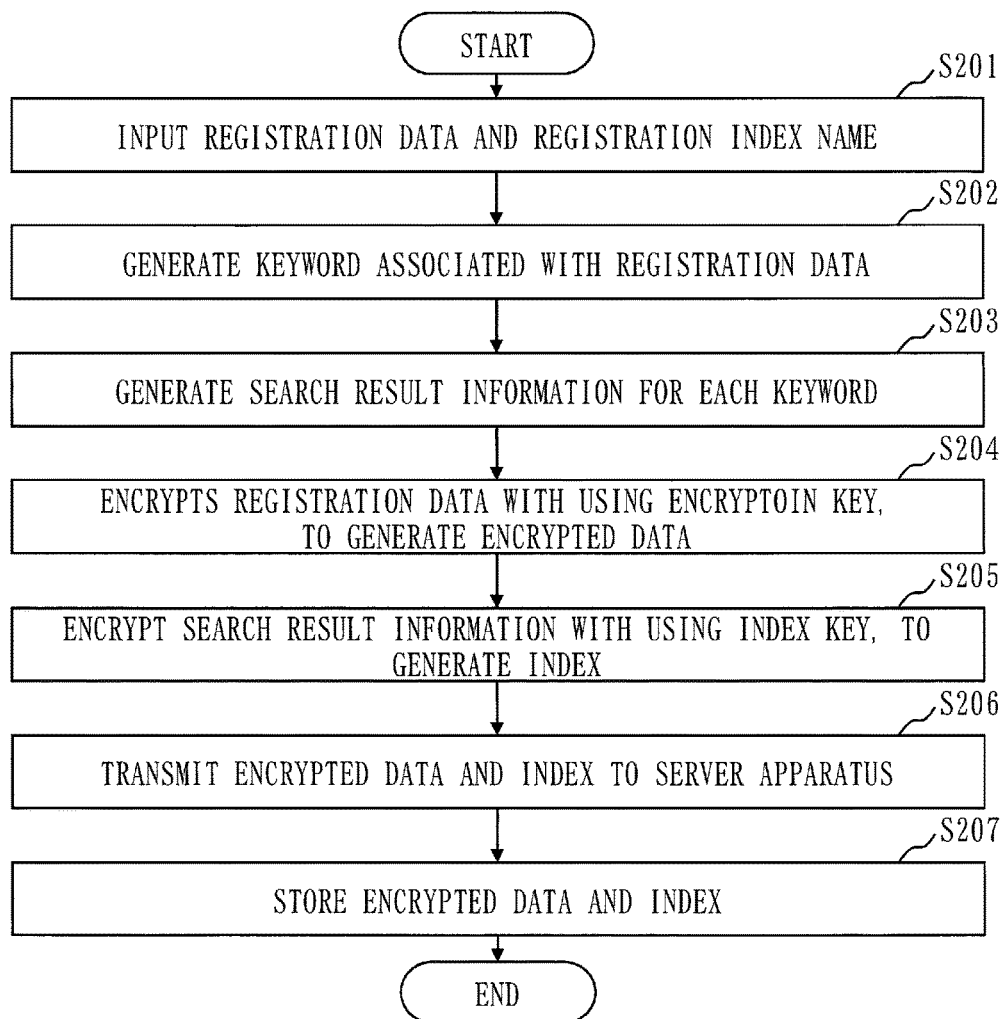 START
S201
INPUT REGISTRATION DATA AND REGISTRATION INDEX NAME
S202
GENERATE KEYWORD ASSOCIATED WITH REGISTRATION DATA
S203
GENERATE SEARCH RESULT INFORMATION FOR EACH KEYWORD
S204
ENCRYPTS REGISTRATION DATA WITH USING ENCRYPTOIN KEY,
TO GENERATE ENCRYPTED DATA
S205
ENCRYPT SEARCH RESULT INFORMATION WITH USING INDEX KEY, TO
GENERATE INDEX
S206
TRANSMIT ENCRYPTED DATA AND INDEX TO SERVER APPARATUS
S207
STORE ENCRYPTED DATA AND INDEX
END